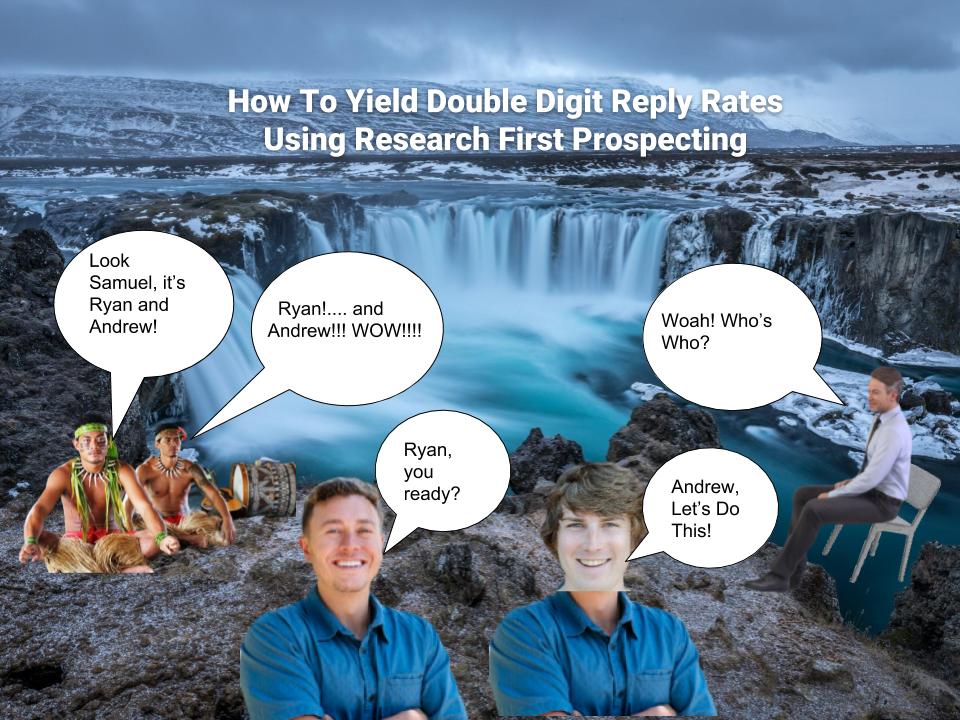 How To Yield Double Digit Reply Rates
Using Research First Prospecting
Look
Samuel, it's
Ryan and
Andrew!
Ryan!.... and
Andrew!!! WOW!!!!
Woah! Who's
Who?
Ryan,
you
ready?
Andrew,
Let's Do
This!